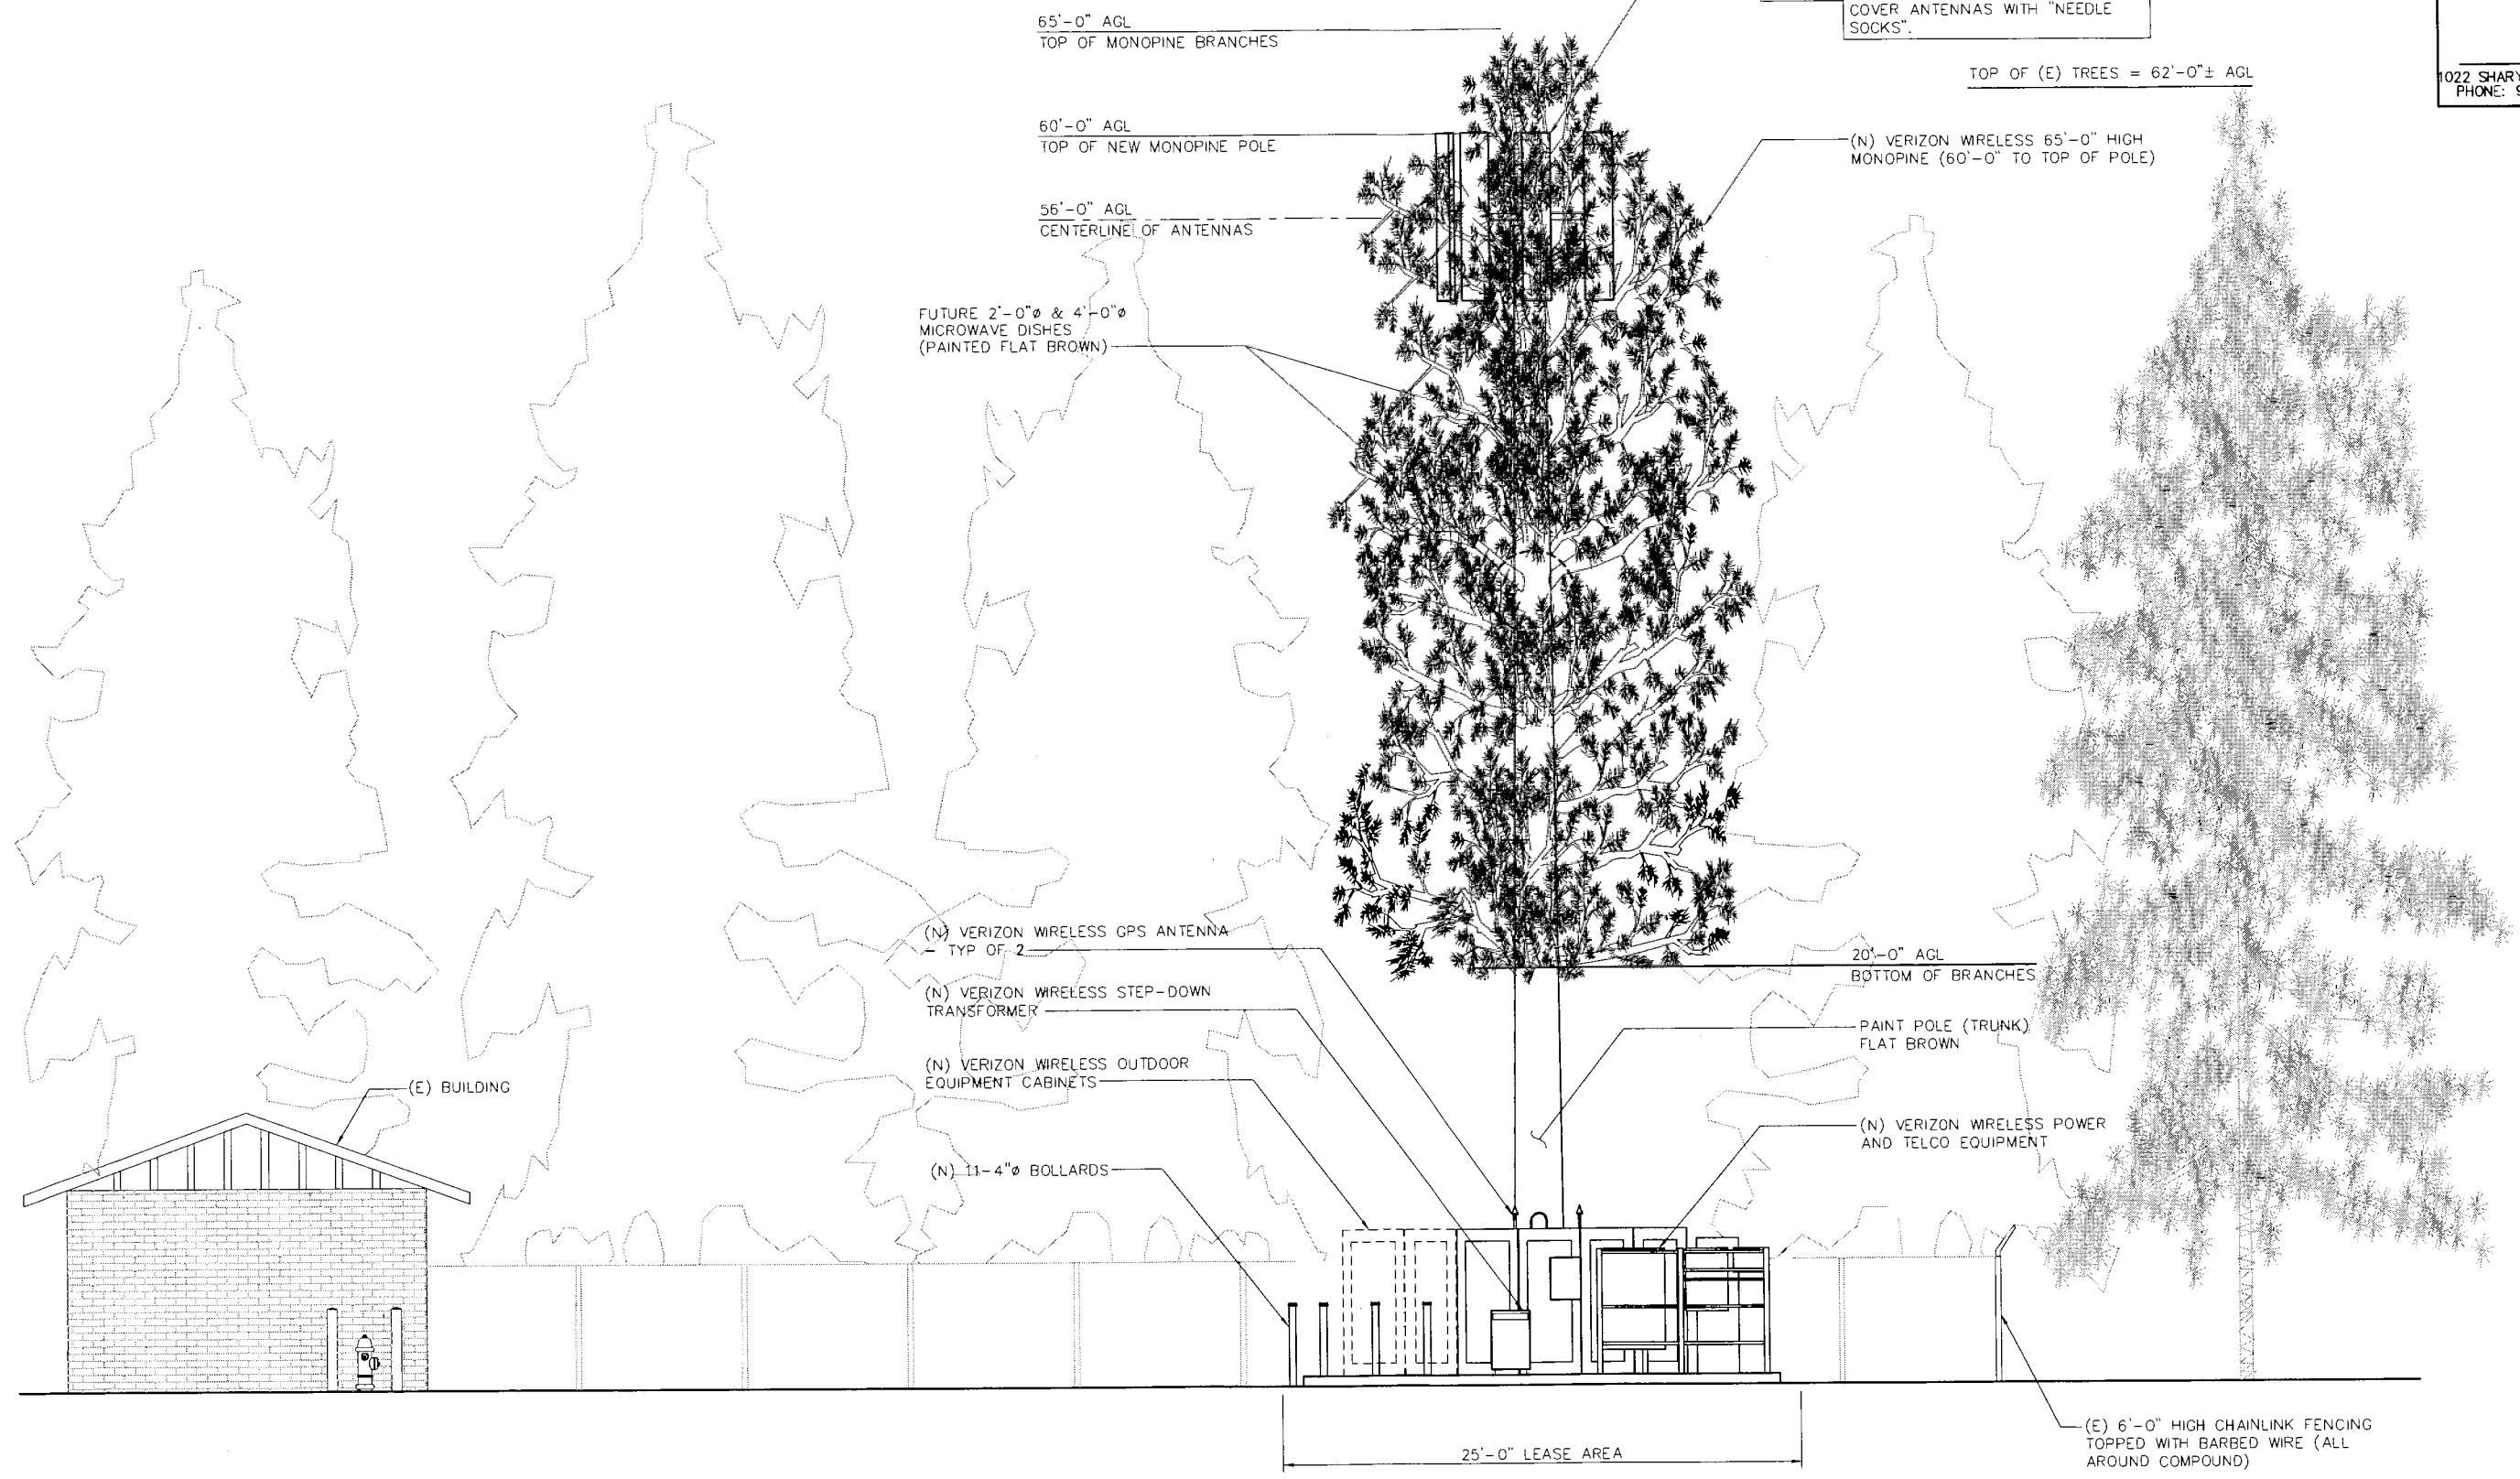 COVER ANTENNAS WITH "NEEDLE
SOCKS".
65'-0" AGL
TOP OF MONOPINE BRANCHES
TOP OF (E) TREES = 62'-0"± AGL
1022 SHARY
PHONE: 9
60'-0" AGL
TOP OF NEW MONOPINE POLE
(N) VERIZON WIRELESS 65'-0" HIGH
MONOPINE (60'-0" TO TOP OF POLE)
56'-0" AGL
CENTERLINE OF ANTENNAS
FUTURE 2'-0"ø & 4'-0"ø
MICROWAVE DISHES
(PAINTED FLAT BROWN)
(N) VERIZON WIRELESS GPS ANTENNA
- TYP OF 2
20'-0" AGL
BOTTOM OF BRANCHES
(N) VERIZON WIRELESS STEP-DOWN
TRANSFORMER
PAINT POLE (TRUNK)
FLAT BROWN
(N) VERIZON WIRELESS OUTDOOR
EQUIPMENT CABINETS
(E) BUILDING
(N) VERIZON WIRELESS POWER
AND TELCO EQUIPMENT
(N) 11-4"ø BOLLARDS
(E) 6'-0" HIGH CHAINLINK FENCING
TOPPED WITH BARBED WIRE (ALL
AROUND COMPOUND)
25'-0" LEASE AREA